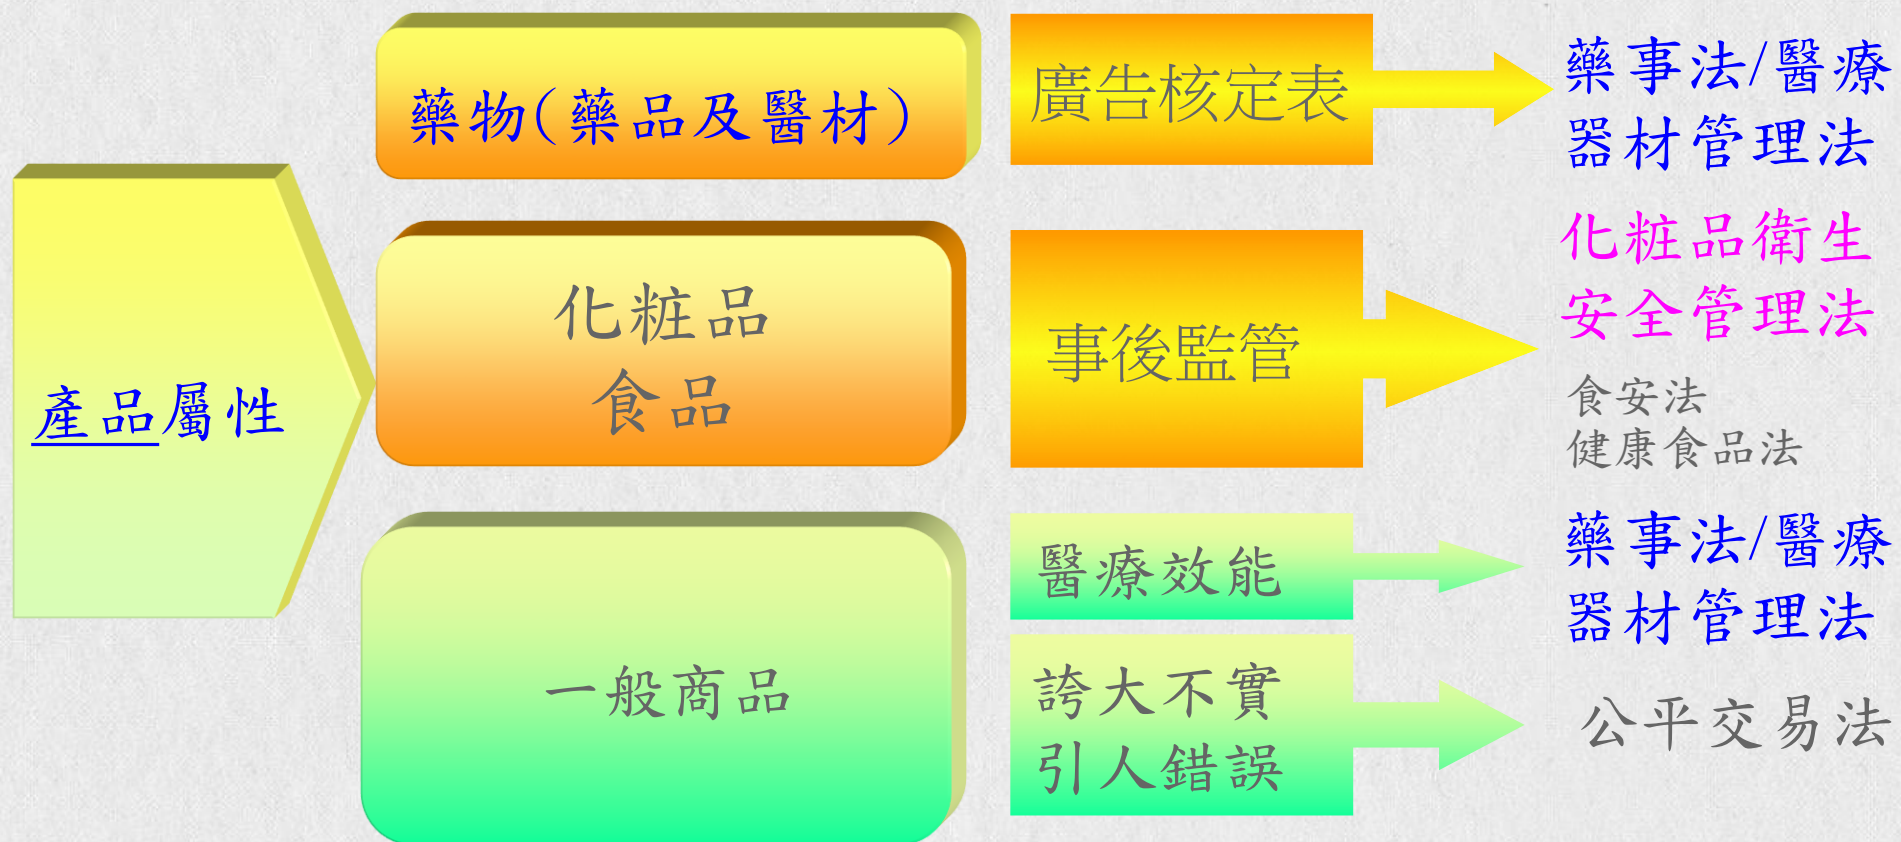 產品屬性
藥物(藥品及醫材)
廣告核定表
藥事法/醫療
器材管理法
化粧品
食品
事後監管
化粧品衛生
安全管理法
食安法
健康食品法
一般商品
醫療效能
藥事法/醫療
器材管理法
誇大不實
引人錯誤
公平交易法